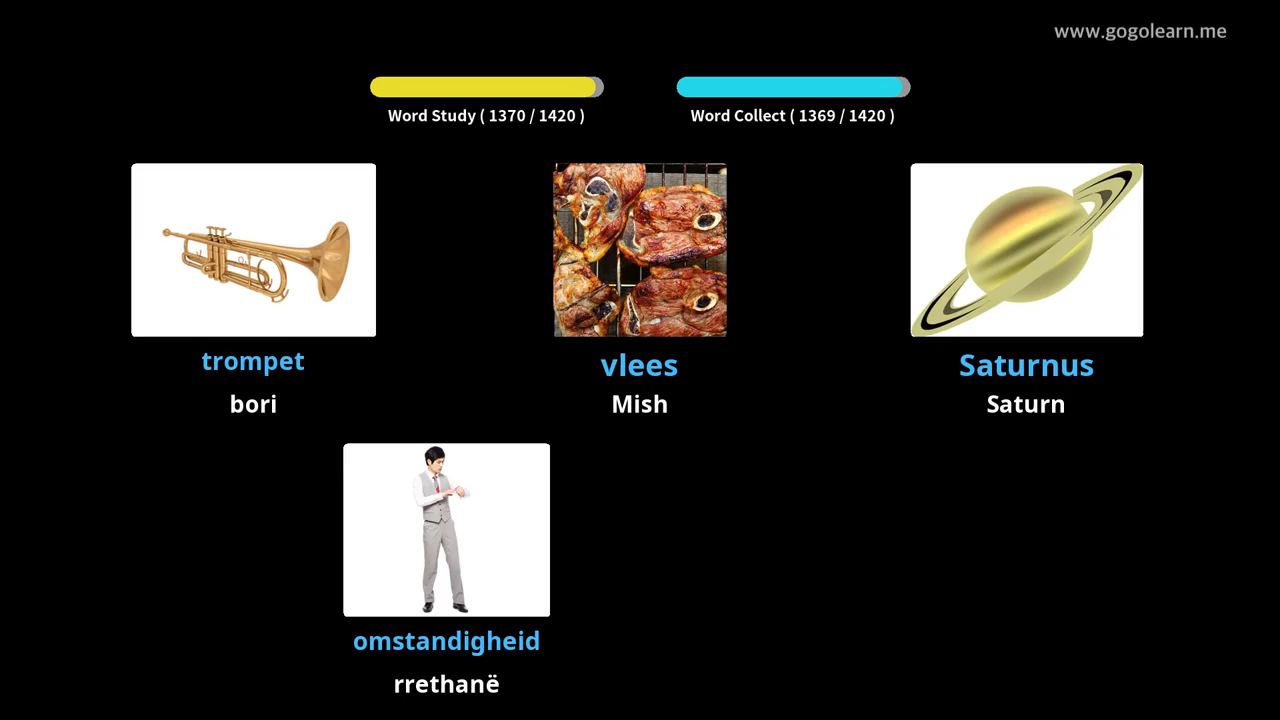 www.gogolearn.me
Word Study ( 1370 / 1420 )
Word Collect ( 1369 / 1420 )
trompet
bori
vlees
Mish
Saturnus
Saturn
omstandigheid
rrethanë